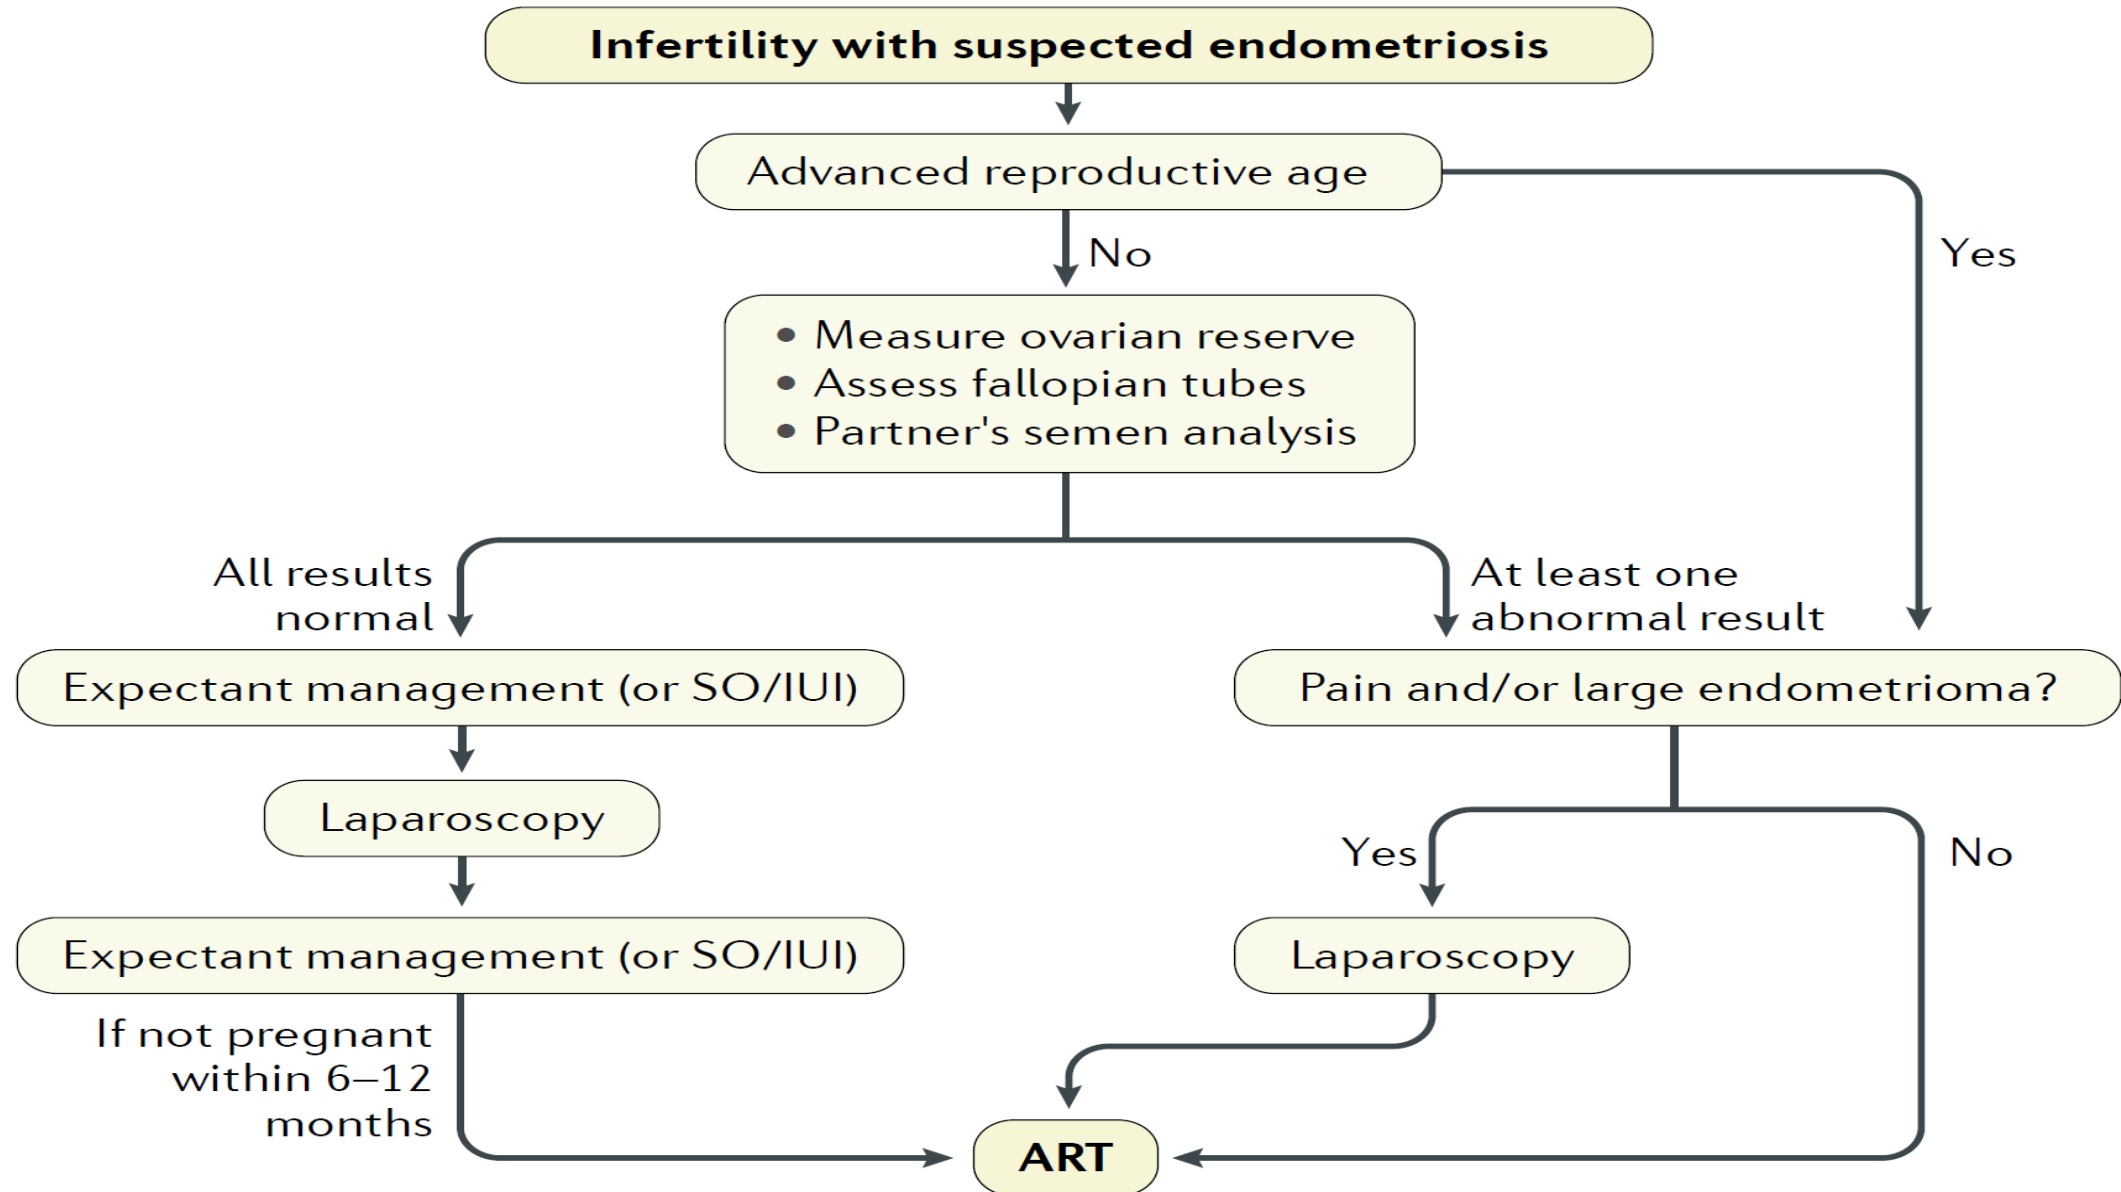 Infertility with suspected endometriosis
Advanced reproductive age
No
Yes
• Measure ovarian reserve
• Assess fallopian tubes
• Partner's semen analysis
All results
normal
At least one
abnormal result
Expectant management (or SO/IUI)
Pain and/or large endometrioma?
Laparoscopy
Yes
No
Expectant management (or SO/IUI)
Laparoscopy
If not pregnant
within 6–12
months
ART